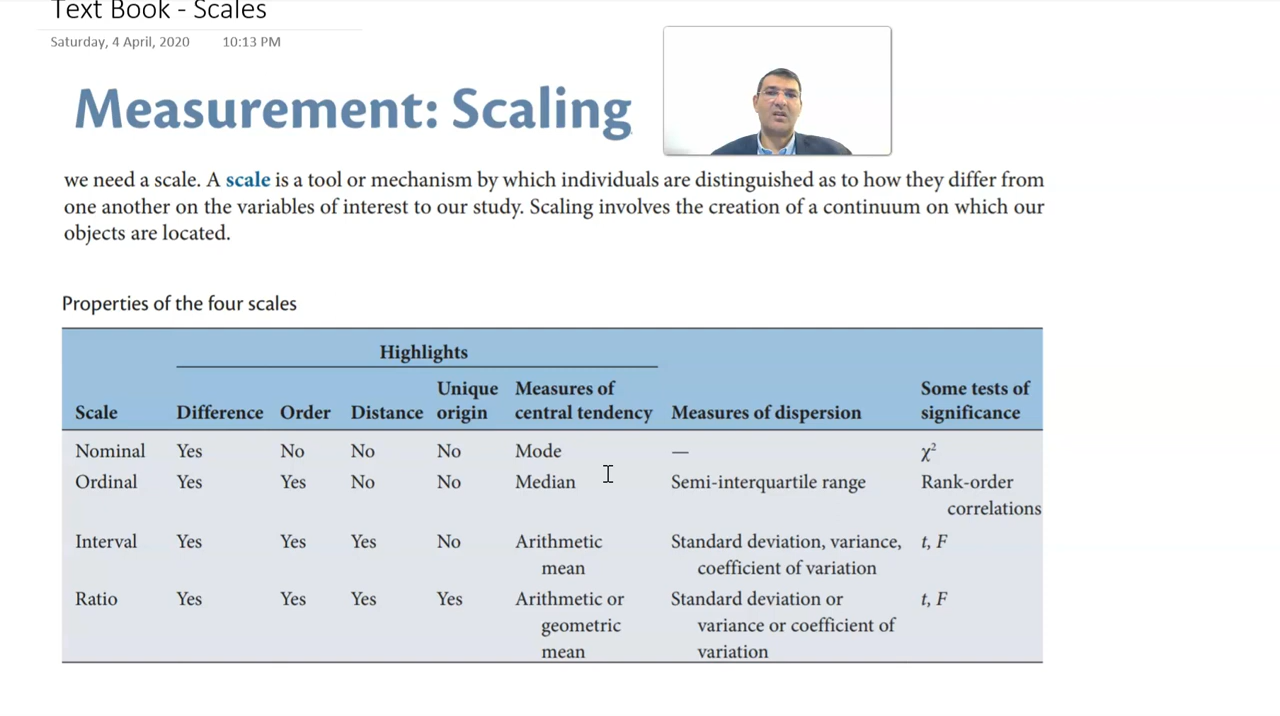 Text Book - Scales
Saturday, 4 April, 2020 10:13 PM
Measurement: Scaling
we need a scale. A scale is a tool or mechanism by which individuals are distinguished as to how they differ from
one another on the variables of interest to our study. Scaling involves the creation of a continuum on which our
objects are located.
Properties of the four scales
Highlights
Unique Measures of Some tests of
Scale Difference Order Distance origin central tendency Measures of dispersion significance
Nominal Yes No No No Mode — χ²
Ordinal Yes Yes No No Median Semi-interquartile range Rank-order
correlations
Interval Yes Yes Yes No Arithmetic Standard deviation, variance, t, F
mean coefficient of variation
Ratio Yes Yes Yes Yes Arithmetic or Standard deviation or t, F
geometric variance or coefficient of
mean variation